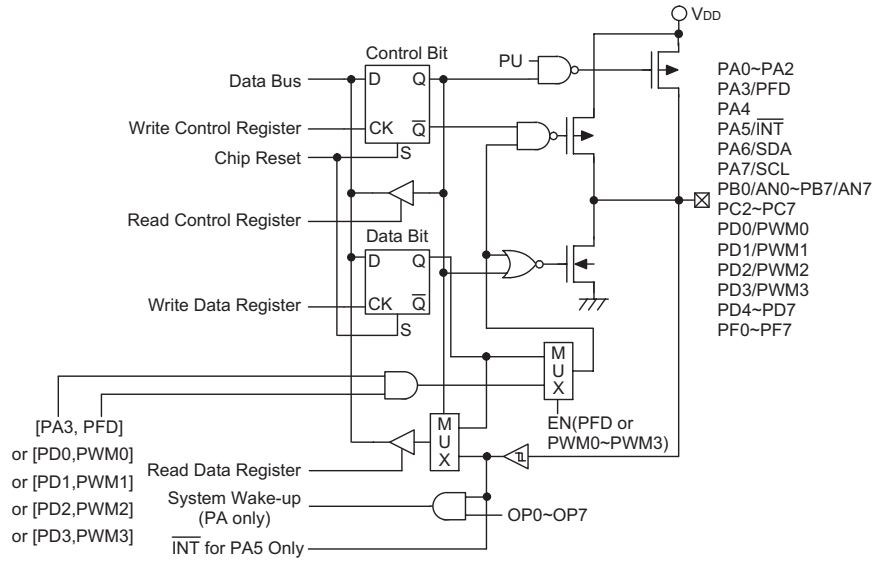 VDD
Control Bit
PU
Data Bus
D Q
Write Control Register
CK Q̅
Chip Reset
S
Read Control Register
Data Bit
D Q
Write Data Register
CK Q̅
S
M
U
X
EN(PFD or
PWM0~PWM3)
M
U
X
[PA3, PFD]
or [PD0,PWM0]
or [PD1,PWM1]
or [PD2,PWM2]
or [PD3,PWM3]
Read Data Register
System Wake-up
(PA only)
OP0~OP7
I̅N̅T̅ for PA5 Only
PA0~PA2
PA3/PFD
PA4
PA5/I̅N̅T̅
PA6/SDA
PA7/SCL
PB0/AN0~PB7/AN7
PC2~PC7
PD0/PWM0
PD1/PWM1
PD2/PWM2
PD3/PWM3
PD4~PD7
PF0~PF7